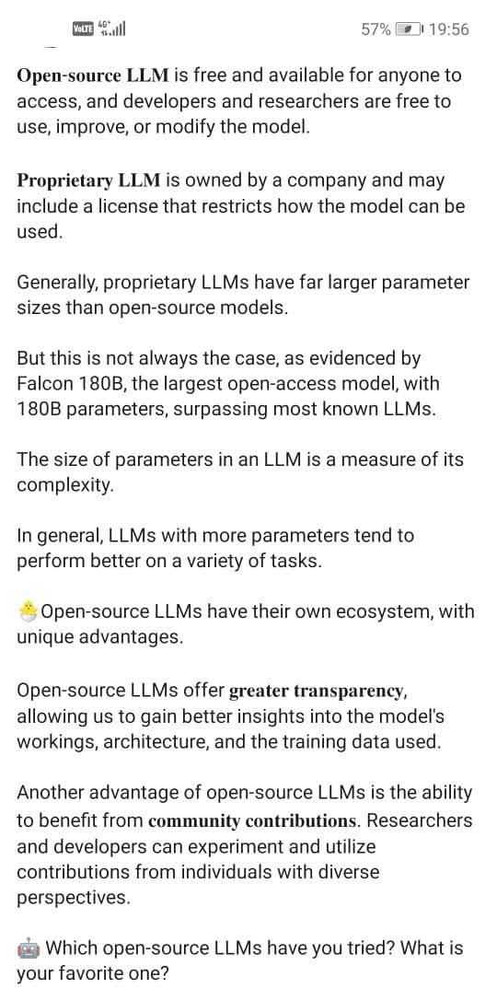 VoLTE 4G+ 57% 19:56
Open-source LLM is free and available for anyone to
access, and developers and researchers are free to
use, improve, or modify the model.
Proprietary LLM is owned by a company and may
include a license that restricts how the model can be
used.
Generally, proprietary LLMs have far larger parameter
sizes than open-source models.
But this is not always the case, as evidenced by
Falcon 180B, the largest open-access model, with
180B parameters, surpassing most known LLMs.
The size of parameters in an LLM is a measure of its
complexity.
In general, LLMs with more parameters tend to
perform better on a variety of tasks.
🐣Open-source LLMs have their own ecosystem, with
unique advantages.
Open-source LLMs offer greater transparency,
allowing us to gain better insights into the model's
workings, architecture, and the training data used.
Another advantage of open-source LLMs is the ability
to benefit from community contributions. Researchers
and developers can experiment and utilize
contributions from individuals with diverse
perspectives.
🤖 Which open-source LLMs have you tried? What is
your favorite one?